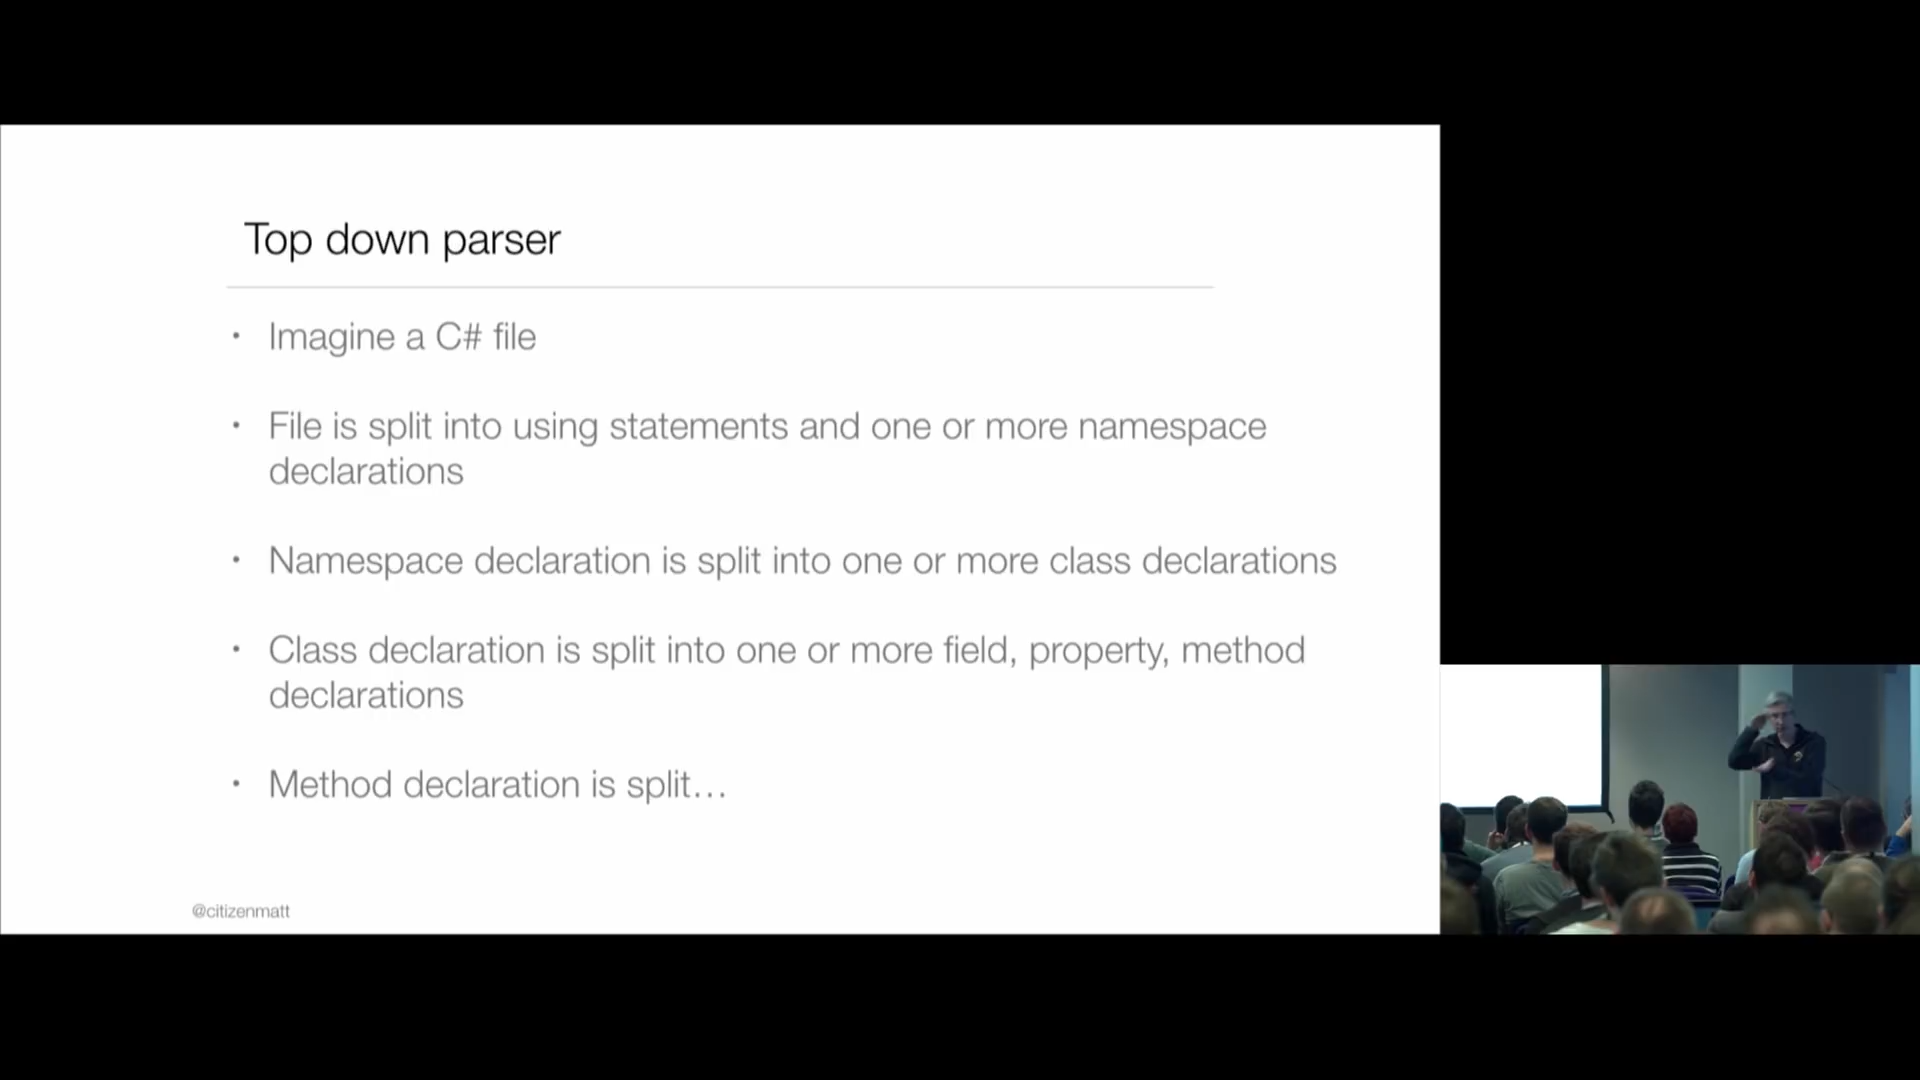 Top down parser
• Imagine a C# file
• File is split into using statements and one or more namespace
declarations
• Namespace declaration is split into one or more class declarations
• Class declaration is split into one or more field, property, method
declarations
• Method declaration is split…
@citizenmatt